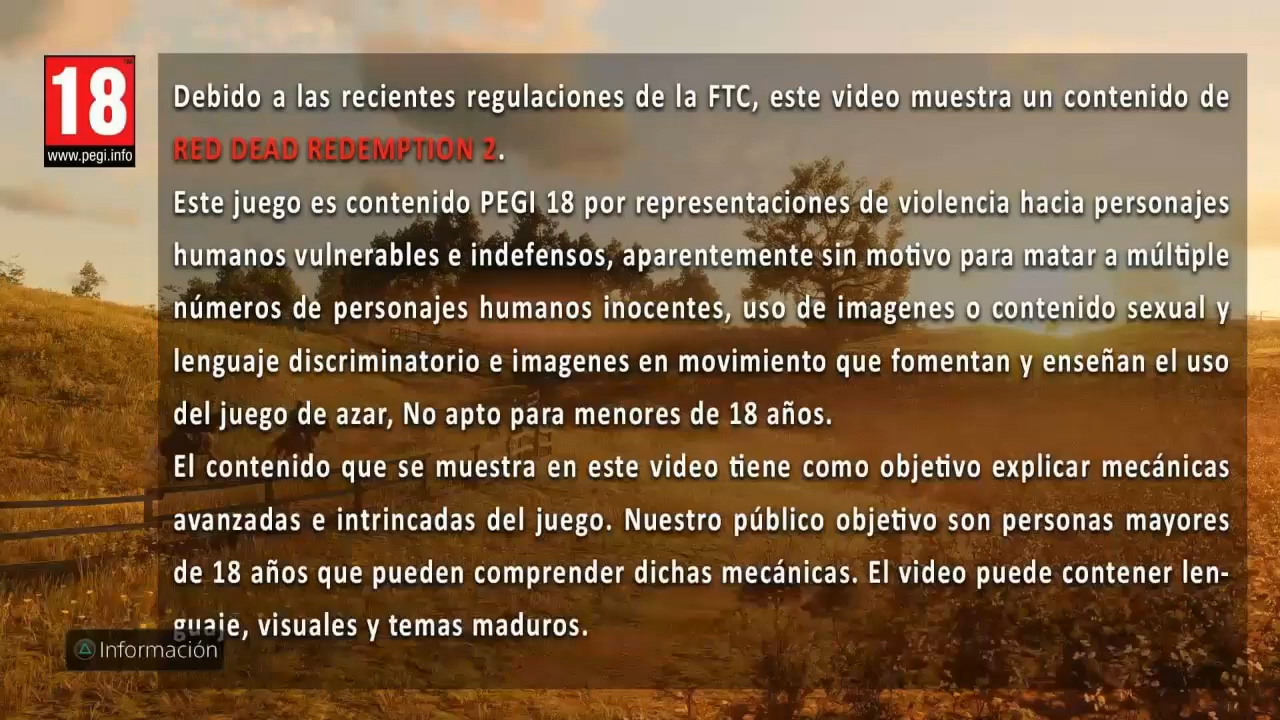 18
www.pegi.info
Debido a las recientes regulaciones de la FTC, este video muestra un contenido de
RED DEAD REDEMPTION 2.
Este juego es contenido PEGI 18 por representaciones de violencia hacia personajes
humanos vulnerables e indefensos, aparentemente sin motivo para matar a múltiple
números de personajes humanos inocentes, uso de imagenes o contenido sexual y
lenguaje discriminatorio e imagenes en movimiento que fomentan y enseñan el uso
del juego de azar, No apto para menores de 18 años.
El contenido que se muestra en este video tiene como objetivo explicar mecánicas
avanzadas e intrincadas del juego. Nuestro público objetivo son personas mayores
de 18 años que pueden comprender dichas mecánicas. El video puede contener len-
guaje, visuales y temas maduros.
Información